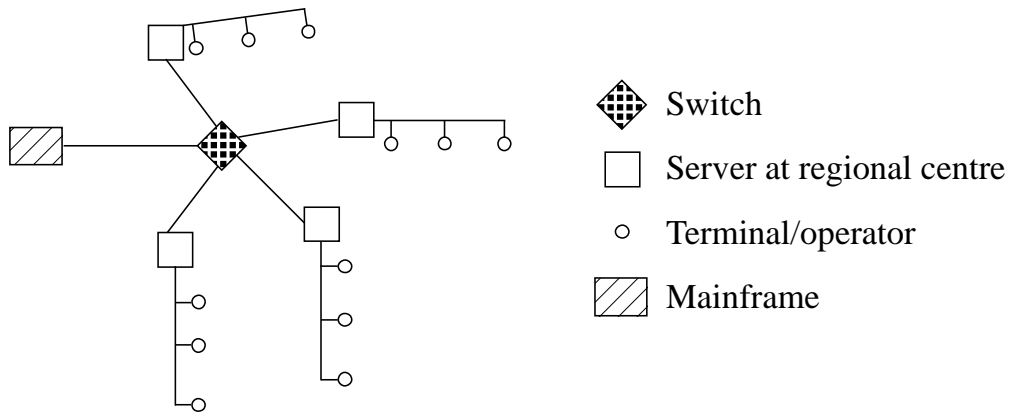 Switch
Server at regional centre
Terminal/operator
Mainframe